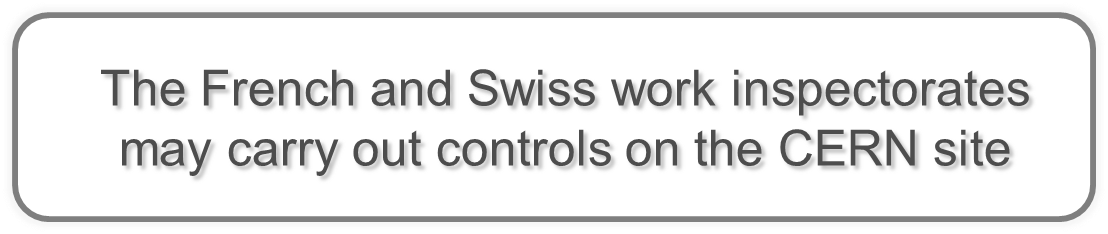 The French and Swiss work inspectorates
may carry out controls on the CERN site